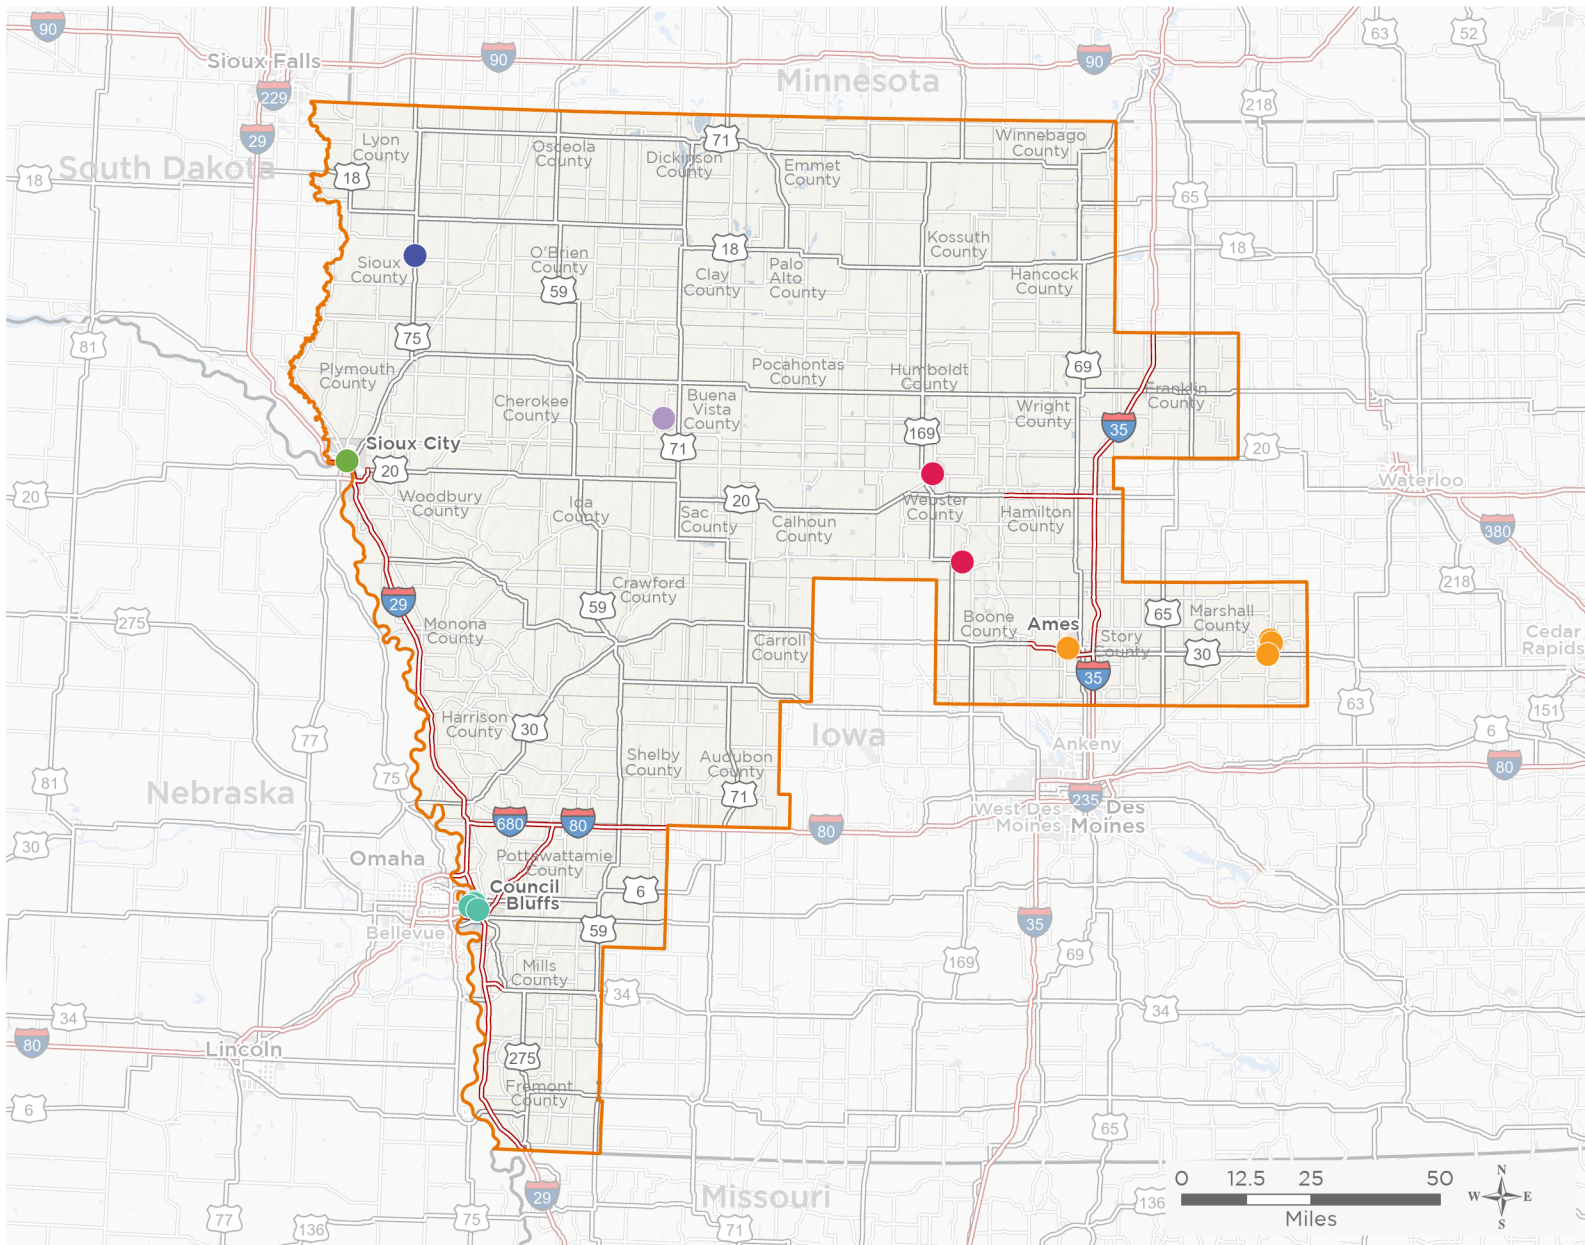 90
Sioux Falls
90
90
63
52
229
Minnesota
218
29
71
Winnebago
County
Lyon
County
Osceola
County
Dickinson
County
Emmet
County
South Dakota
18
18
65
18
Kossuth
County
18
Sioux
County
O'Brien
County
Clay
County
Palo
Alto
County
Hancock
County
59
75
81
Plymouth
County
Pocahontas
County
Humboldt
County
69
Franklin
County
Cherokee
County
Buena
Vista
County
Wright
County
169
35
Sioux City
71
20
20
Waterloo
20
Woodbury
County
Ida
County
Sac
County
20
Calhoun
County
Webster
County
Hamilton
County
380
218
Crawford
County
29
59
275
Monona
County
Carroll
County
Boone
County
Ames
Story
County
65
Marshall
County
30
Cedar
Rapids
35
63
151
Harrison
County
30
Iowa
6
77
75
Shelby
County
Audubon
County
Ankeny
80
81
Nebraska
71
235
West Des
Moines
Des
Moines
680
80
80
30
Omaha
Pottawattamie
County
Council
Bluffs
6
Bellevue
59
35
69
169
Mills
County
34
34
34
80
Lincoln
275
Fremont
County
6
65
29
Missouri
136
77
136
75
71
0
12.5
25
50
Miles
N
W
E
S